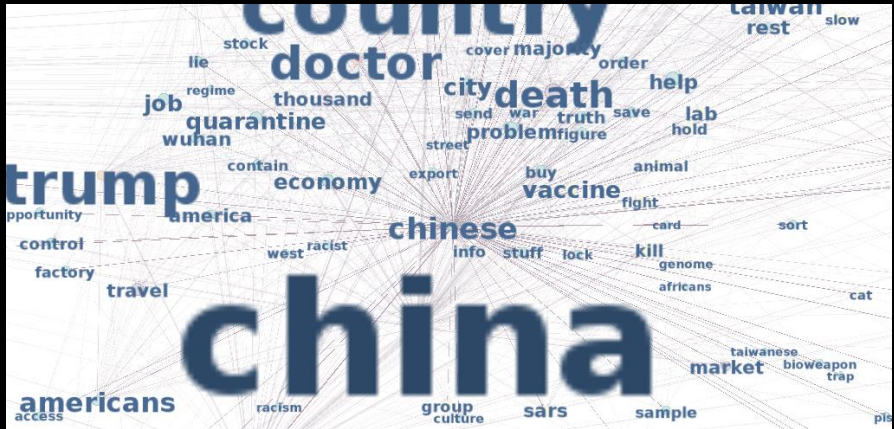 country
taiwan
slow
rest
stock
cover majority
doctor
order
lie
help
city
regime
death
job
thousand
send war truth save lab
quarantine
problem figure hold
wuhan
street
contain
export
buy
animal
trump
economy
vaccine
fight
pportunity
america
card
sort
chinese
control
west racist
info stuff lock
kill
genome
factory
travel
africans
cat
china
taiwanese
market
bioweapon
trap
americans
racism
group
access
culture
sars
sample
pis